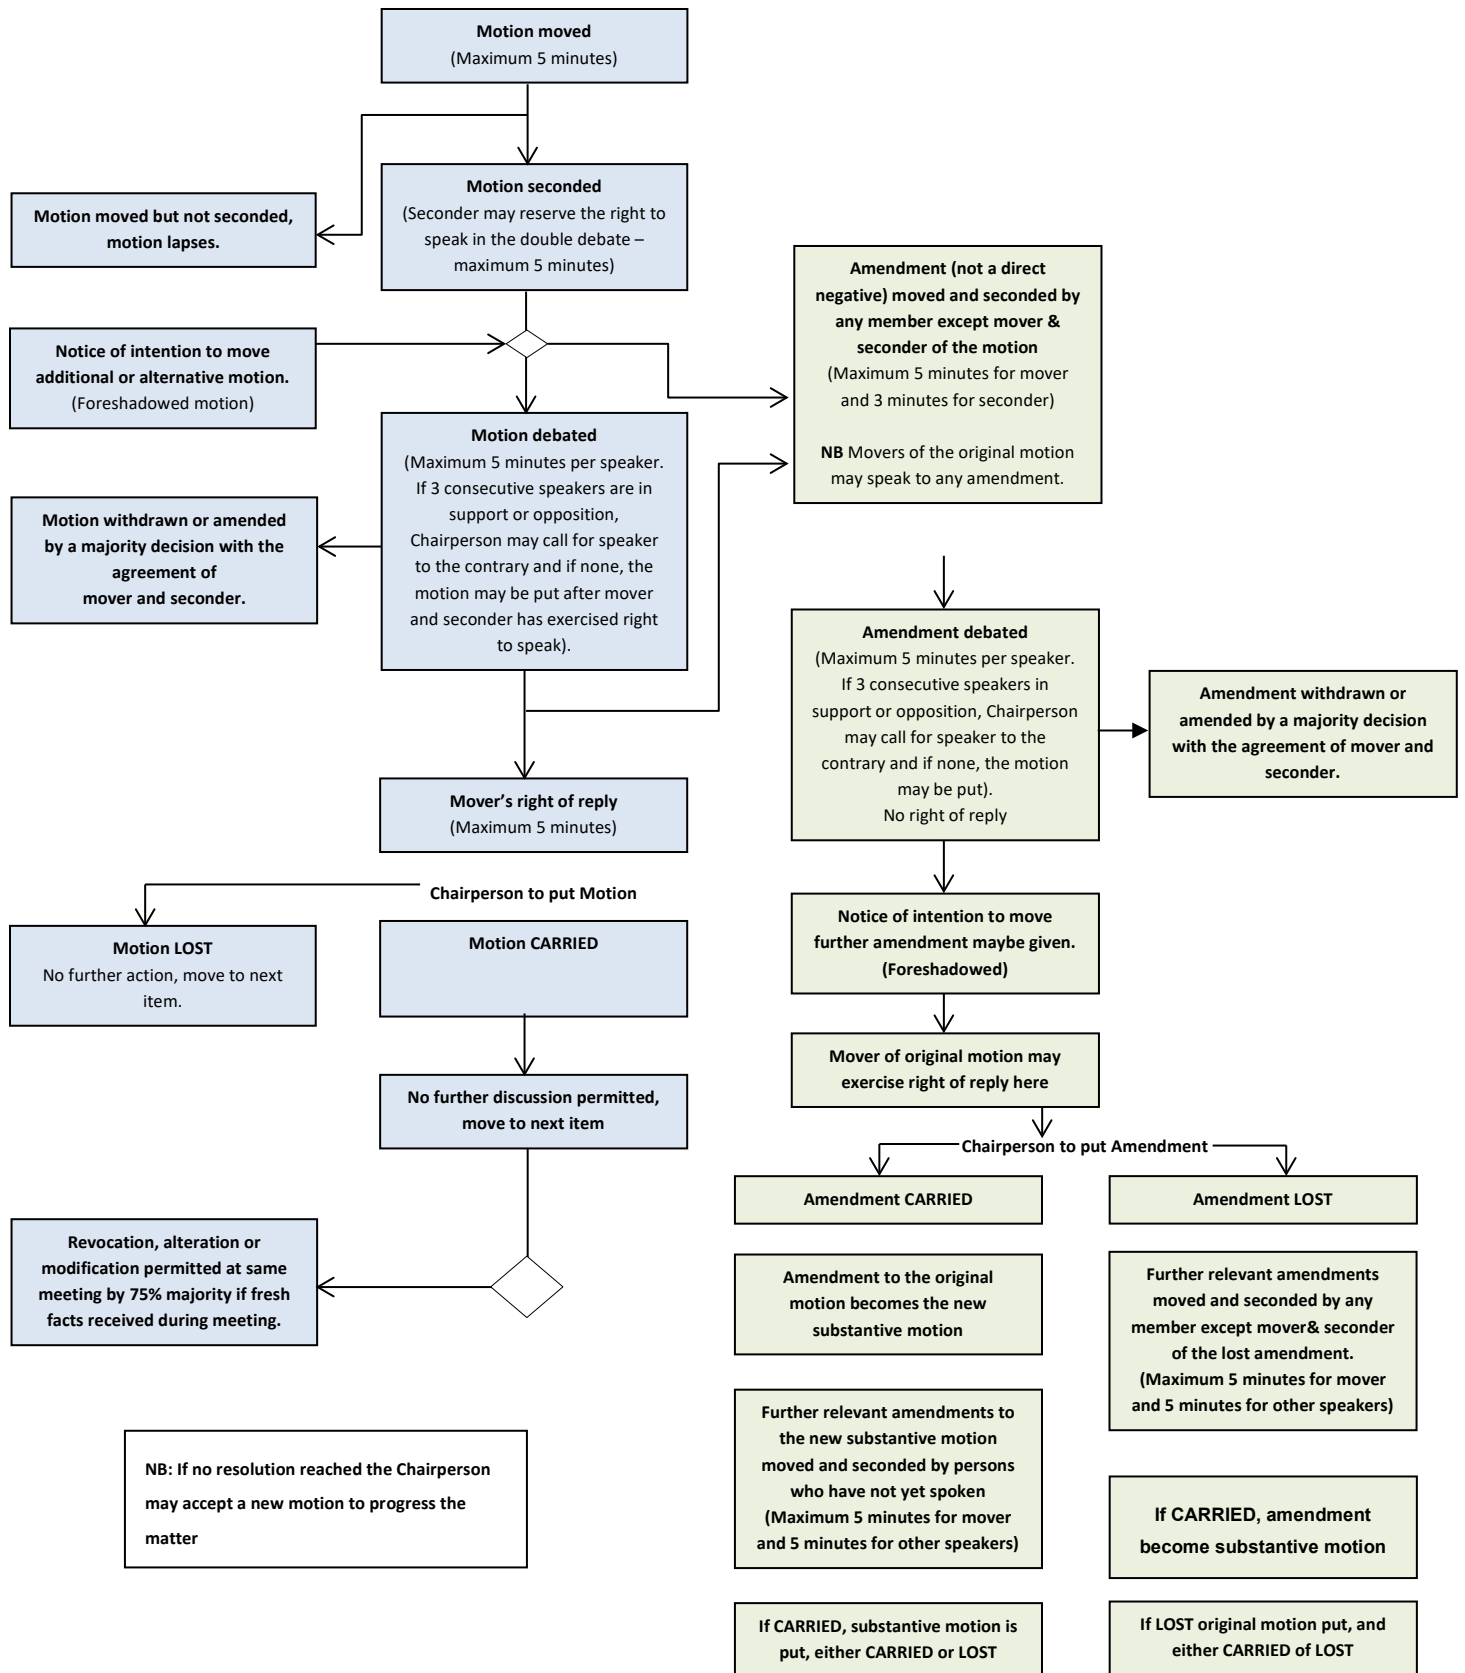 Motion moved
(Maximum 5 minutes)
Motion seconded
(Seconder may reserve the right to
speak in the double debate –
maximum 5 minutes)
Motion moved but not seconded,
motion lapses.
Notice of intention to move
additional or alternative motion.
(Foreshadowed motion)
Motion debated
(Maximum 5 minutes per speaker.
If 3 consecutive speakers are in
support or opposition,
Chairperson may call for speaker
to the contrary and if none, the
motion may be put after mover
and seconder has exercised right
to speak).
Motion withdrawn or amended
by a majority decision with the
agreement of
mover and seconder.
Mover’s right of reply
(Maximum 5 minutes)
Chairperson to put Motion
Motion LOST
No further action, move to next
item.
Motion CARRIED
No further discussion permitted,
move to next item
Revocation, alteration or
modification permitted at same
meeting by 75% majority if fresh
facts received during meeting.
NB: If no resolution reached the Chairperson
may accept a new motion to progress the
matter
Amendment (not a direct
negative) moved and seconded by
any member except mover &
seconder of the motion
(Maximum 5 minutes for mover
and 3 minutes for seconder)
NB Movers of the original motion
may speak to any amendment.
Amendment debated
(Maximum 5 minutes per speaker.
If 3 consecutive speakers in
support or opposition, Chairperson
may call for speaker to the
contrary and if none, the motion
may be put).
No right of reply
Amendment withdrawn or
amended by a majority decision
with the agreement of mover and
seconder.
Notice of intention to move
further amendment maybe given.
(Foreshadowed)
Mover of original motion may
exercise right of reply here
Chairperson to put Amendment
Amendment CARRIED
Amendment to the original
motion becomes the new
substantive motion
Further relevant amendments to
the new substantive motion
moved and seconded by persons
who have not yet spoken
(Maximum 5 minutes for mover
and 5 minutes for other speakers)
If CARRIED, substantive motion is
put, either CARRIED or LOST
Amendment LOST
Further relevant amendments
moved and seconded by any
member except mover& seconder
of the lost amendment.
(Maximum 5 minutes for mover
and 5 minutes for other speakers)
If CARRIED, amendment
become substantive motion
If LOST original motion put, and
either CARRIED of LOST